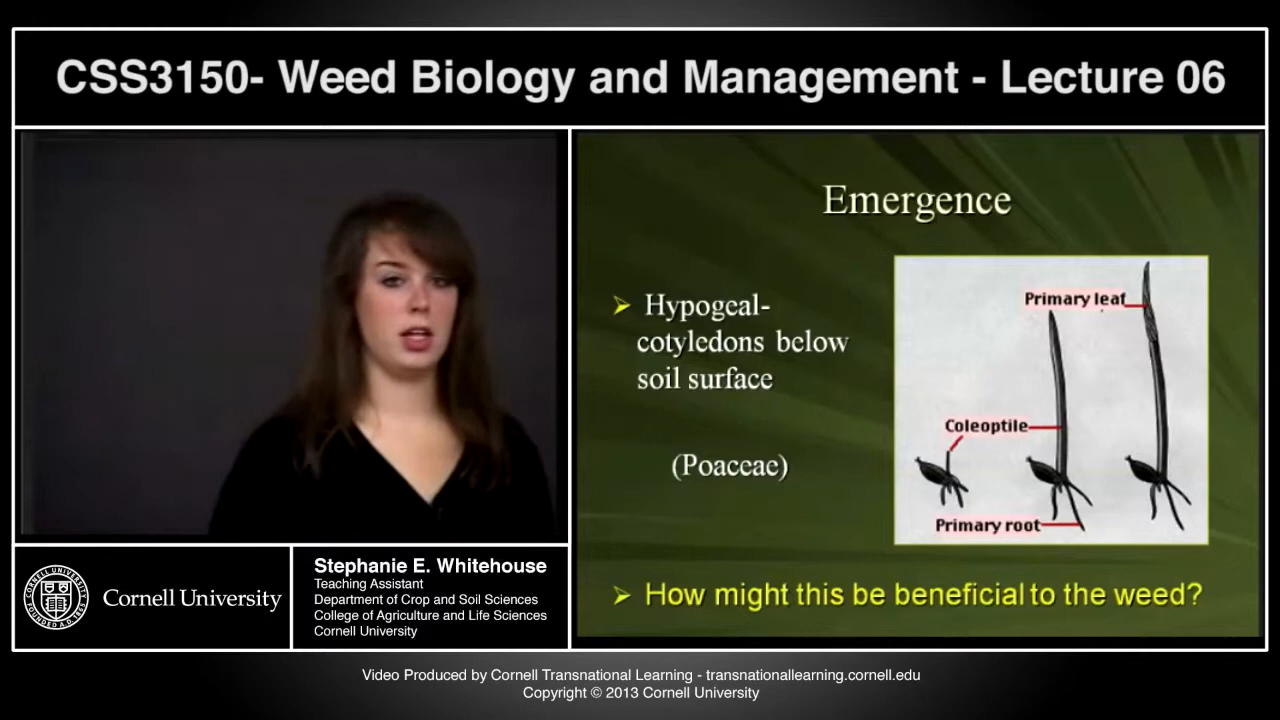 CSS3150- Weed Biology and Management - Lecture 06
Emergence
➢ Hypogeal-
cotyledons below
soil surface
(Poaceae)
Primary leaf
Coleoptile
Primary root
➢ How might this be beneficial to the weed?
Cornell University
Stephanie E. Whitehouse
Teaching Assistant
Department of Crop and Soil Sciences
College of Agriculture and Life Sciences
Cornell University
Video Produced by Cornell Transnational Learning - transnationallearning.cornell.edu
Copyright © 2013 Cornell University